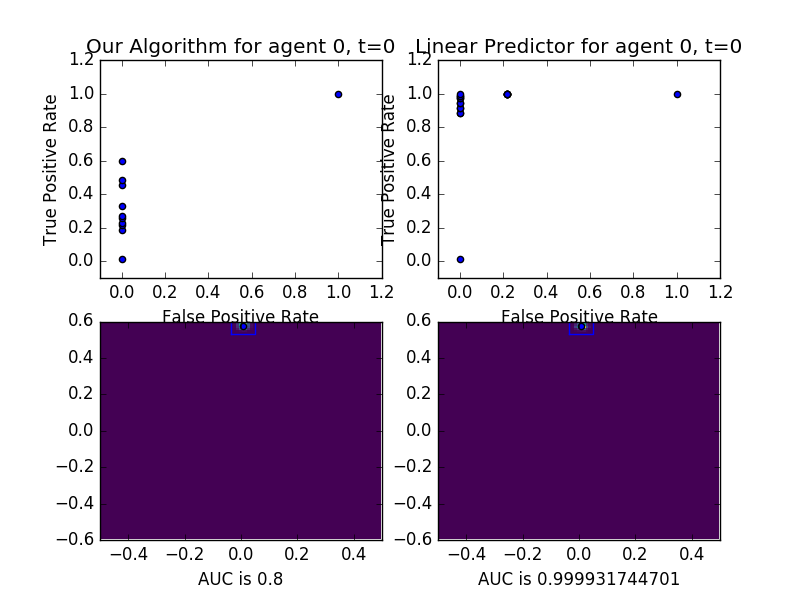 Our Algorithm for agent 0, t=0
Linear Predictor for agent 0, t=0
True Positive Rate
1.2
1.0
0.8
0.6
0.4
0.2
0.0
0.0 0.2 0.4 0.6 0.8 1.0 1.2
False Positive Rate
True Positive Rate
1.2
1.0
0.8
0.6
0.4
0.2
0.0
0.0 0.2 0.4 0.6 0.8 1.0 1.2
False Positive Rate
0.6
0.4
0.2
0.0
−0.2
−0.4
−0.6
−0.4 −0.2 0.0 0.2 0.4
AUC is 0.8
0.6
0.4
0.2
0.0
−0.2
−0.4
−0.6
−0.4 −0.2 0.0 0.2 0.4
AUC is 0.999931744701